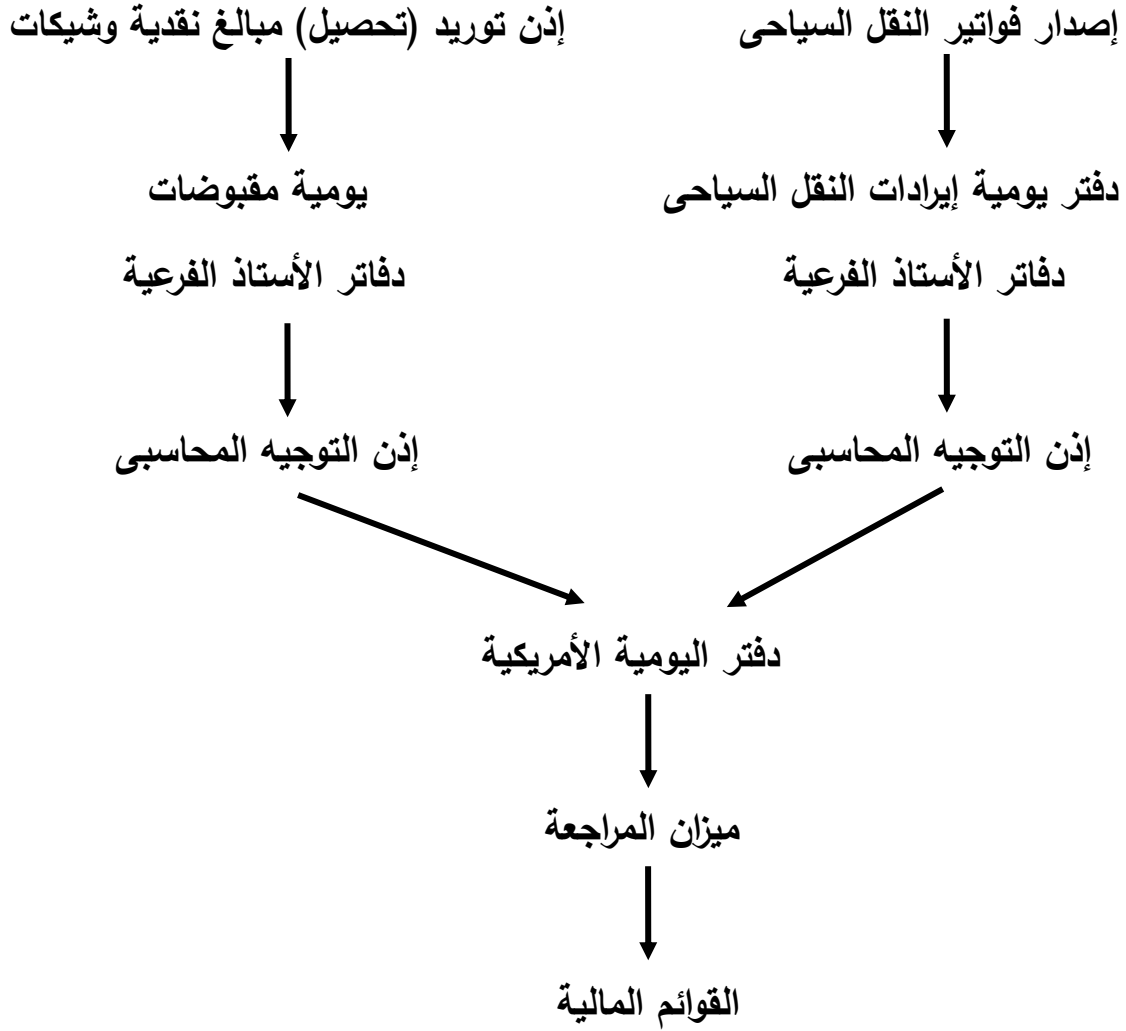 إصدار فواتير النقل السياحى
إذن توريد (تحصيل) مبالغ نقدية وشيكات
دفتر يومية إيرادات النقل السياحى
يومية مقبوضات
دفاتر الأستاذ الفرعية
دفاتر الأستاذ الفرعية
إذن التوجيه المحاسبى
إذن التوجيه المحاسبى
دفتر اليومية الأمريكية
ميزان المراجعة
القوائم المالية